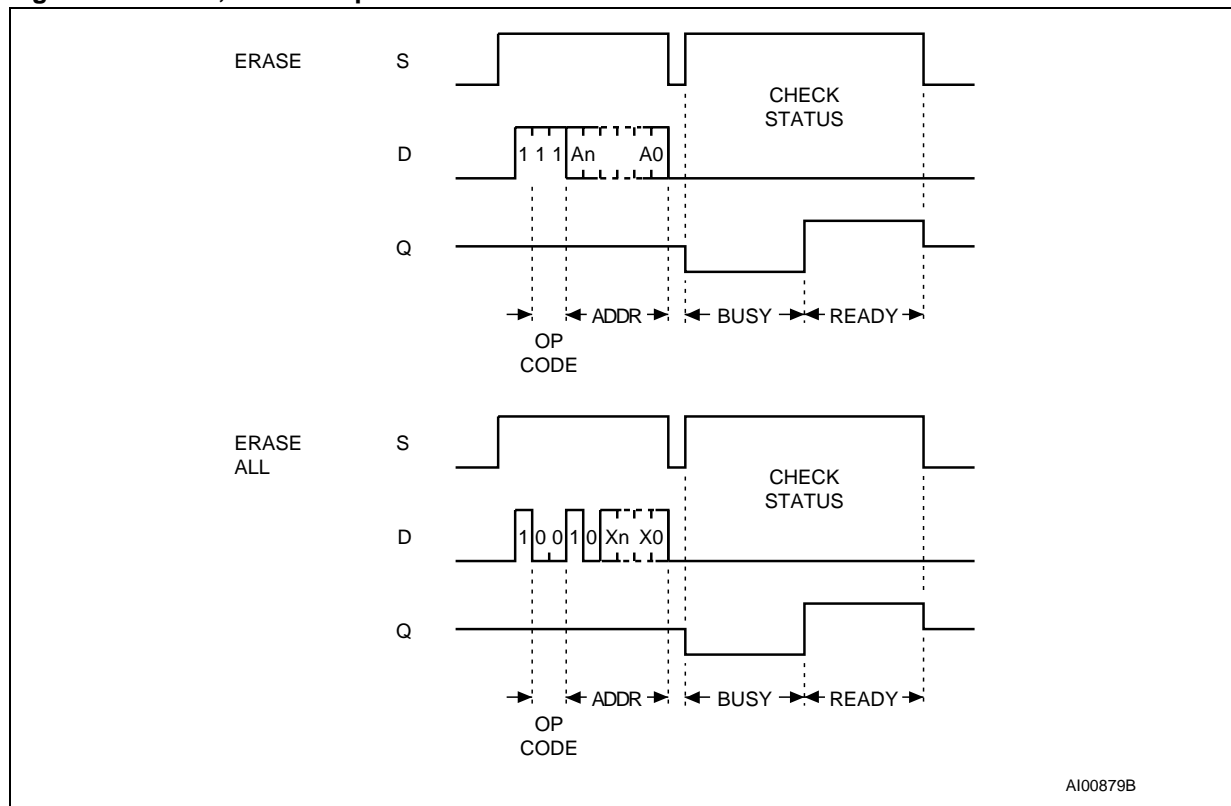 ERASE S
CHECK
STATUS
D 1 1 1 An A0
Q
ADDR BUSY READY
OP
CODE
ERASE
ALL
S
CHECK
STATUS
D 1 0 0 1 0 Xn X0
Q
ADDR BUSY READY
OP
CODE
AI00879B